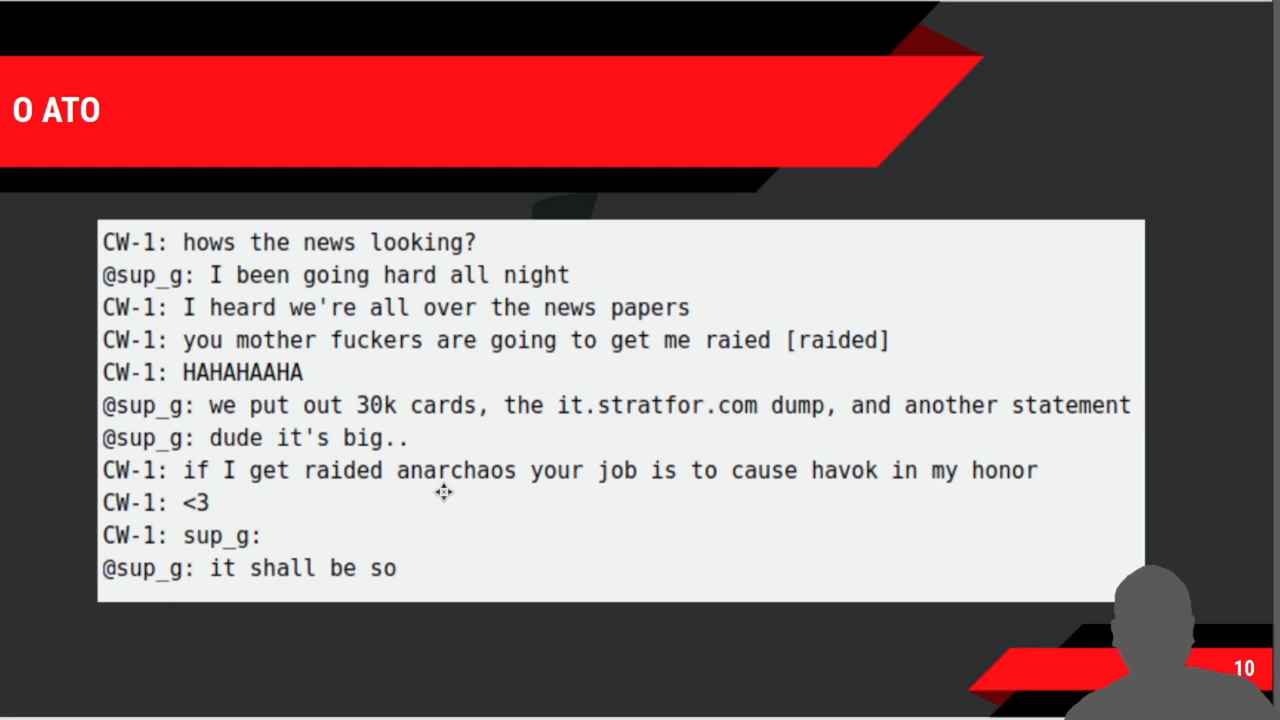 O ATO
CW-1: hows the news looking?
@sup_g: I been going hard all night
CW-1: I heard we're all over the news papers
CW-1: you mother fuckers are going to get me raied [raided]
CW-1: HAHAHAAHA
@sup_g: we put out 30k cards, the it.stratfor.com dump, and another statement
@sup_g: dude it's big..
CW-1: if I get raided anarchaos your job is to cause havok in my honor
CW-1: <3
CW-1: sup_g:
@sup_g: it shall be so
10